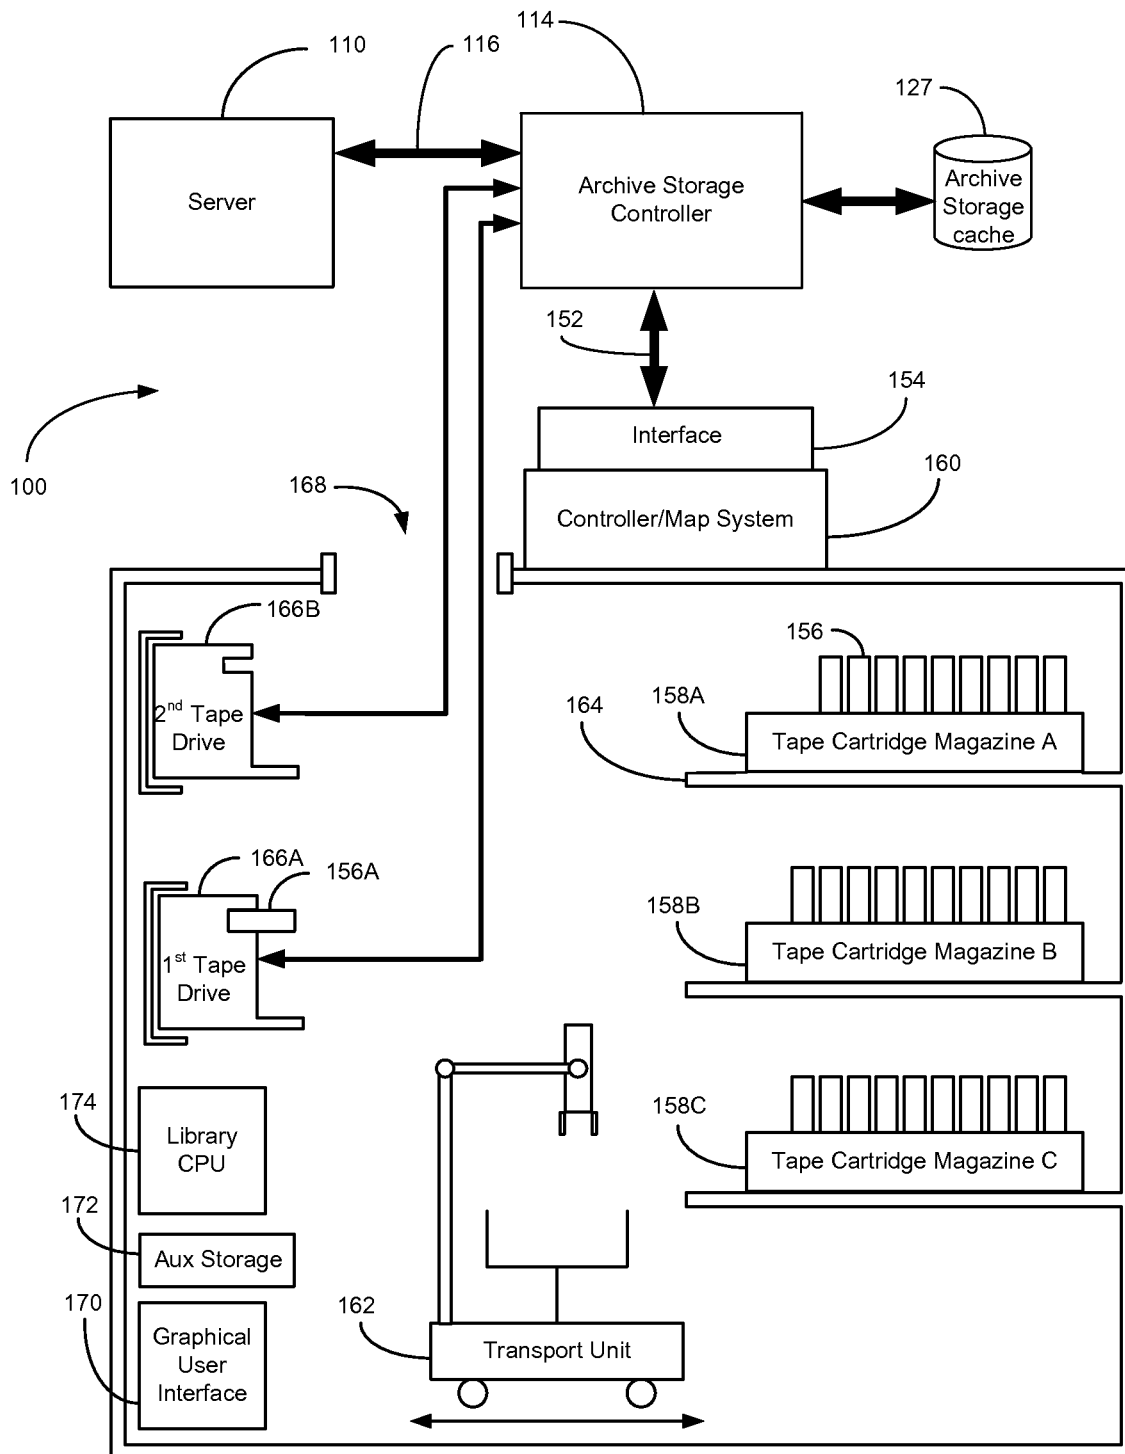 110
116
114
127
Server
Archive Storage
Controller
Archive
Storage
cache
152
154
Interface
100
168
160
Controller/Map System
166B
156
158A
164
2nd Tape
Drive
Tape Cartridge Magazine A
166A
156A
158B
1st Tape
Drive
Tape Cartridge Magazine B
174
Library
CPU
158C
Tape Cartridge Magazine C
172
Aux Storage
170
162
Graphical
User
Interface
Transport Unit